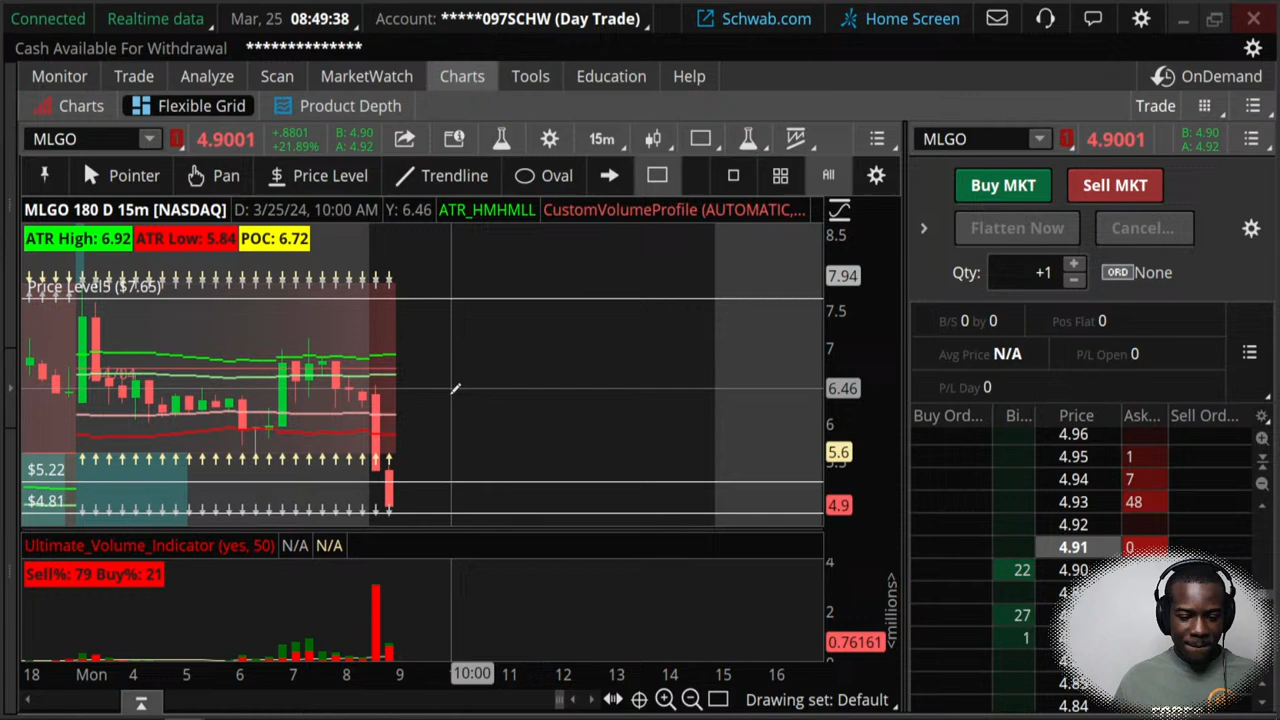 Connected Realtime data Mar, 25 08:49:38 Account: *****097SCHW (Day Trade) Schwab.com Home Screen
Cash Available For Withdrawal **************
Monitor Trade Analyze Scan MarketWatch Charts Tools Education Help OnDemand
Charts Flexible Grid Product Depth Trade
MLGO 1 4.9001 +.8801 +21.89% B: 4.90 A: 4.92 15m
MLGO 1 4.9001 B: 4.90 A: 4.92
Pointer Pan $ Price Level Trendline Oval All
Buy MKT Sell MKT
MLGO 180 D 15m [NASDAQ] D: 3/25/24, 10:00 AM Y: 6.46 ATR_HMHMLL CustomVolumeProfile (AUTOMATIC,...
Flatten Now Cancel...
ATR High: 6.92 ATR Low: 5.84 POC: 6.72
Qty: +1 ORD None
Price Level5 ($7.65)
8.5
7.94
7.5
7
6.46
6
5.6
4.9
$5.22
$4.81
B/S 0 by 0 Pos Flat 0
Avg Price N/A P/L Open 0
P/L Day 0
Buy Ord... Bi... Price Ask... Sell Ord...
4.96
4.95 1
4.94 7
4.93 48
4.92
4.91 0
22 4.90
27
1
4.84
Ultimate_Volume_Indicator (yes, 50) N/A N/A
Sell%: 79 Buy%: 21
4
2
0.76161
<millions>
18 Mon 4 5 6 7 8 9 10:00 11 12 13 14 15 16
Drawing set: Default